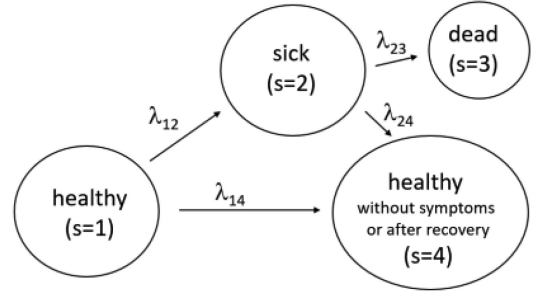 sick
(s=2)
λ23
dead
(s=3)
λ12
λ24
healthy
(s=1)
λ14
healthy
without symptoms
or after recovery
(s=4)